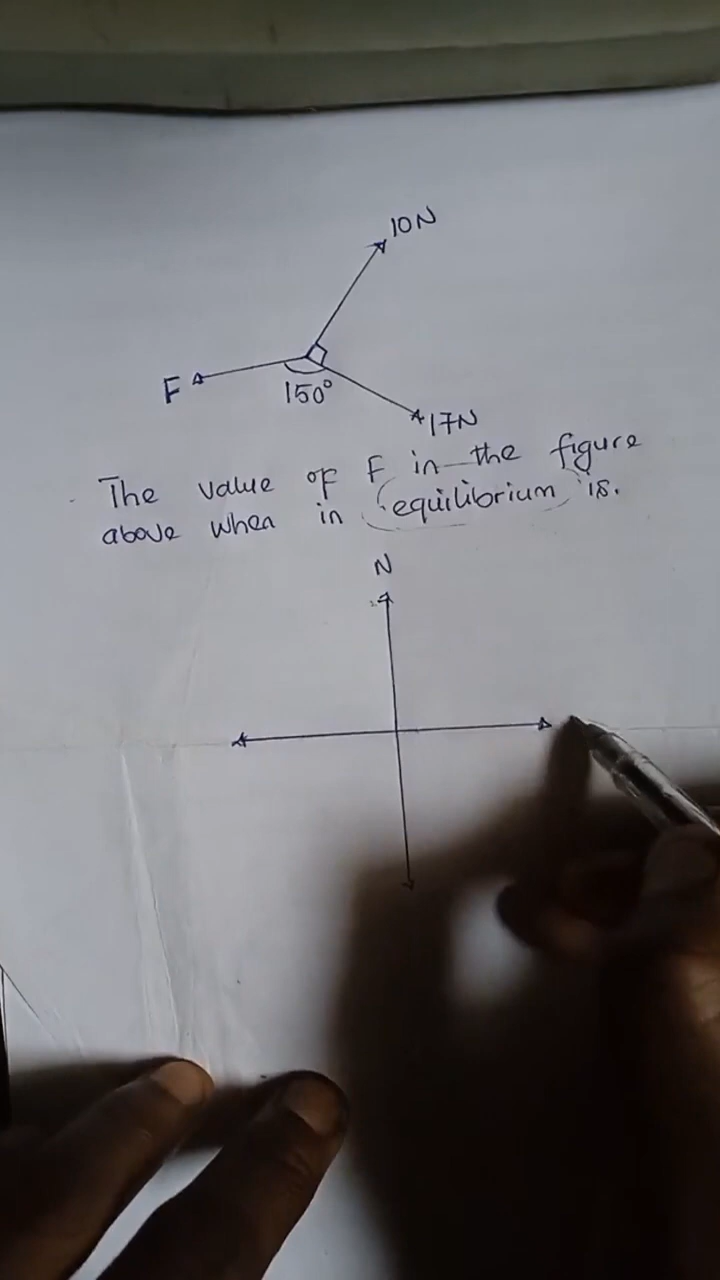 10N
F
150°
17N
The value of F in the figure
above when in equilibrium is.
N